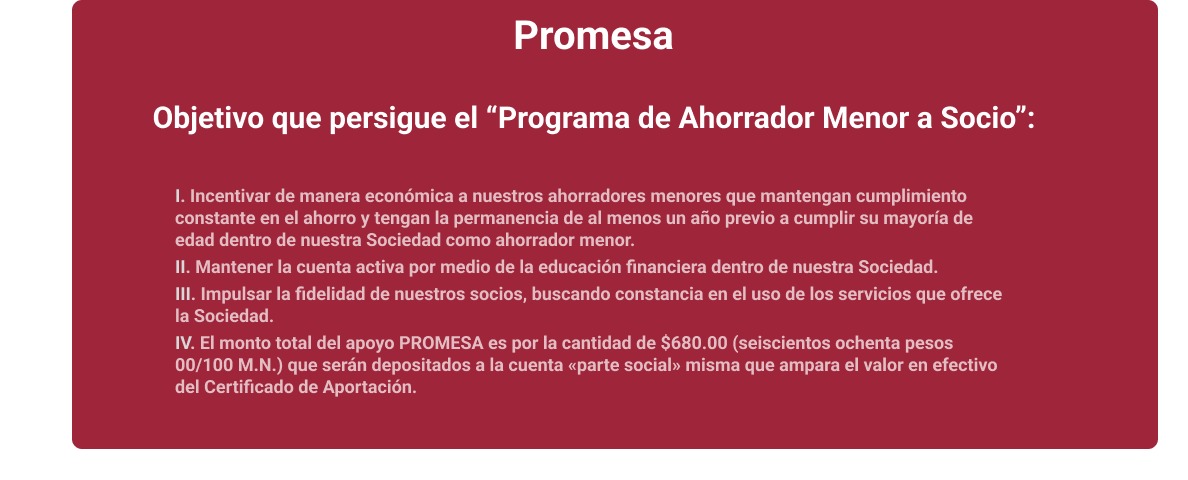 Promesa
Objetivo que persigue el “Programa de Ahorrador Menor a Socio”:
I. Incentivar de manera económica a nuestros ahorradores menores que mantengan cumplimiento
constante en el ahorro y tengan la permanencia de al menos un año previo a cumplir su mayoría de
edad dentro de nuestra Sociedad como ahorrador menor.
II. Mantener la cuenta activa por medio de la educación financiera dentro de nuestra Sociedad.
III. Impulsar la fidelidad de nuestros socios, buscando constancia en el uso de los servicios que ofrece
la Sociedad.
IV. El monto total del apoyo PROMESA es por la cantidad de $680.00 (seiscientos ochenta pesos
00/100 M.N.) que serán depositados a la cuenta «parte social» misma que ampara el valor en efectivo
del Certificado de Aportación.